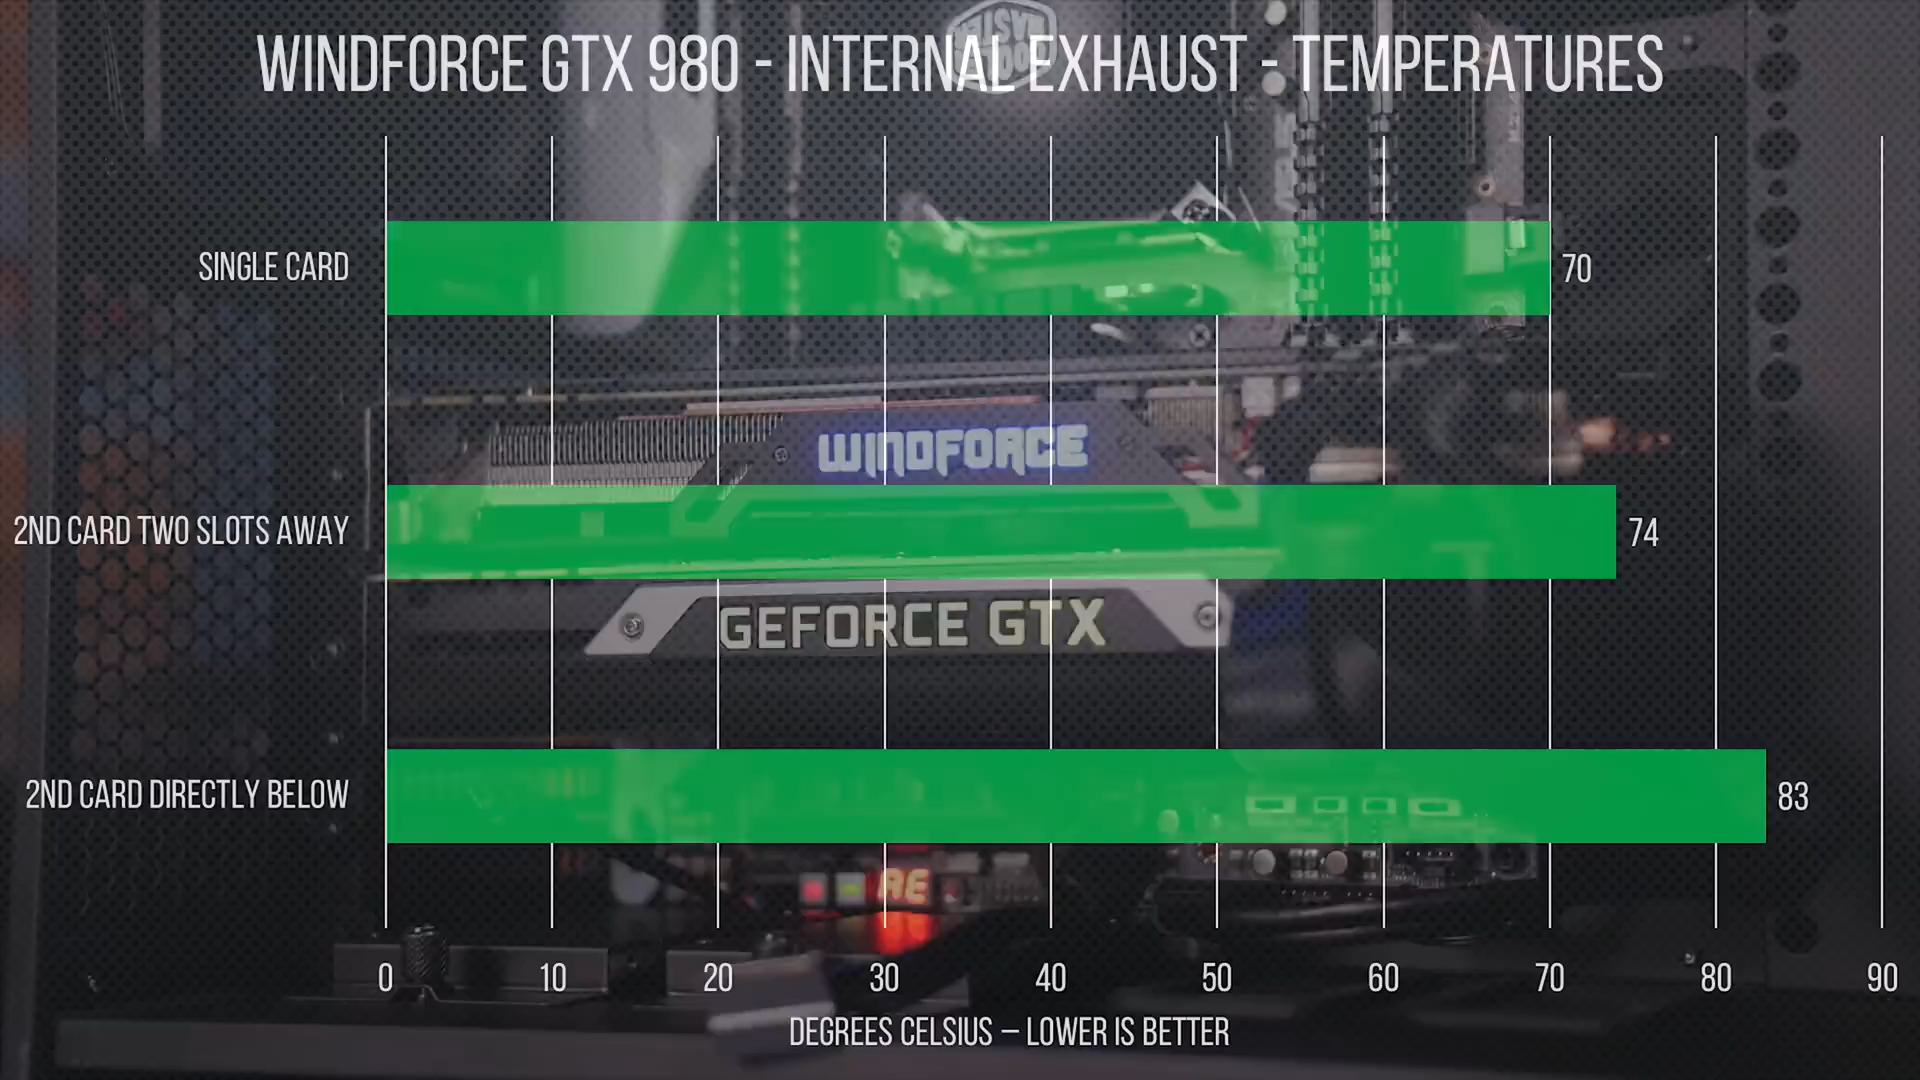 WINDFORCE GTX 980 - INTERNAL EXHAUST - TEMPERATURES
SINGLE CARD
70
WINDFORCE
2ND CARD TWO SLOTS AWAY
74
GEFORCE GTX
2ND CARD DIRECTLY BELOW
83
AE
0 10 20 30 40 50 60 70 80 90
DEGREES CELSIUS – LOWER IS BETTER